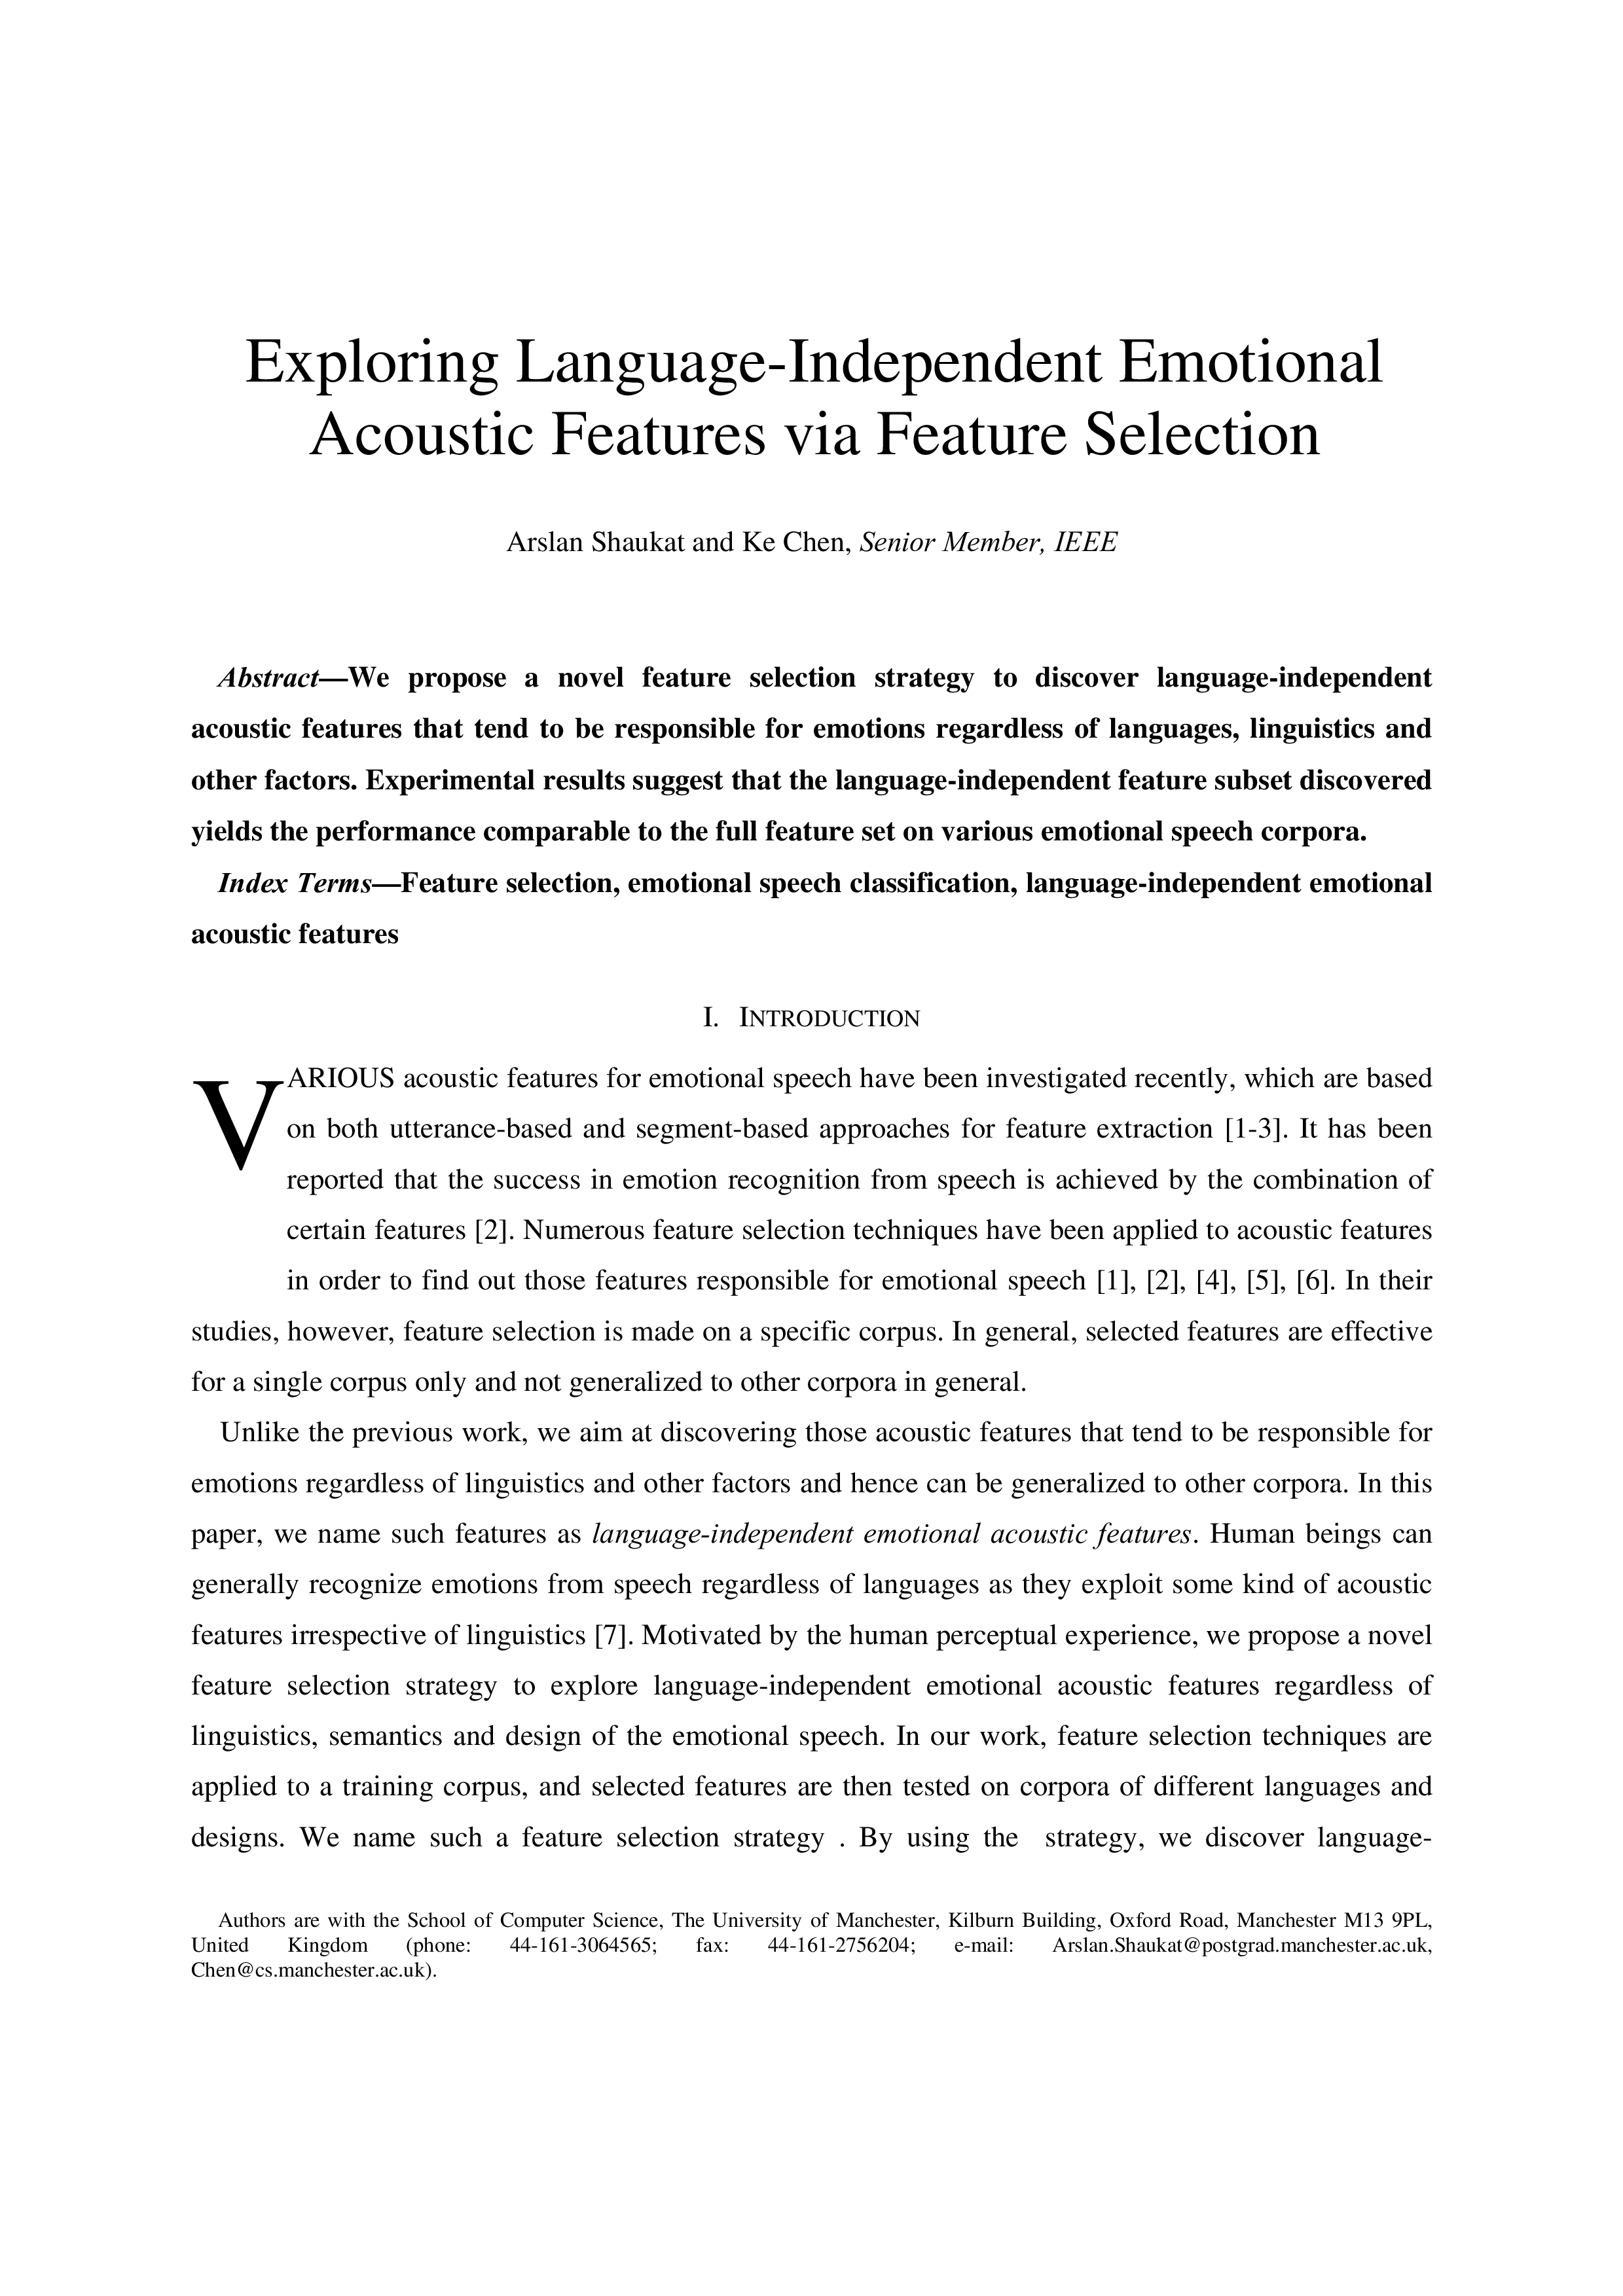 Exploring Language-Independent Emotional
Acoustic Features via Feature Selection
Arslan Shaukat and Ke Chen, Senior Member, IEEE
Abstract—We propose a novel feature selection strategy to discover language-independent
acoustic features that tend to be responsible for emotions regardless of languages, linguistics and
other factors. Experimental results suggest that the language-independent feature subset discovered
yields the performance comparable to the full feature set on various emotional speech corpora.
Index Terms—Feature selection, emotional speech classification, language-independent emotional
acoustic features
I. INTRODUCTION
VARIOUS acoustic features for emotional speech have been investigated recently, which are based
on both utterance-based and segment-based approaches for feature extraction [1-3]. It has been
reported that the success in emotion recognition from speech is achieved by the combination of
certain features [2]. Numerous feature selection techniques have been applied to acoustic features
in order to find out those features responsible for emotional speech [1], [2], [4], [5], [6]. In their
studies, however, feature selection is made on a specific corpus. In general, selected features are effective
for a single corpus only and not generalized to other corpora in general.
Unlike the previous work, we aim at discovering those acoustic features that tend to be responsible for
emotions regardless of linguistics and other factors and hence can be generalized to other corpora. In this
paper, we name such features as language-independent emotional acoustic features. Human beings can
generally recognize emotions from speech regardless of languages as they exploit some kind of acoustic
features irrespective of linguistics [7]. Motivated by the human perceptual experience, we propose a novel
feature selection strategy to explore language-independent emotional acoustic features regardless of
linguistics, semantics and design of the emotional speech. In our work, feature selection techniques are
applied to a training corpus, and selected features are then tested on corpora of different languages and
designs. We name such a feature selection strategy . By using the strategy, we discover language-
Authors are with the School of Computer Science, The University of Manchester, Kilburn Building, Oxford Road, Manchester M13 9PL,
United Kingdom (phone: 44-161-3064565; fax: 44-161-2756204; e-mail: Arslan.Shaukat@postgrad.manchester.ac.uk,
Chen@cs.manchester.ac.uk).